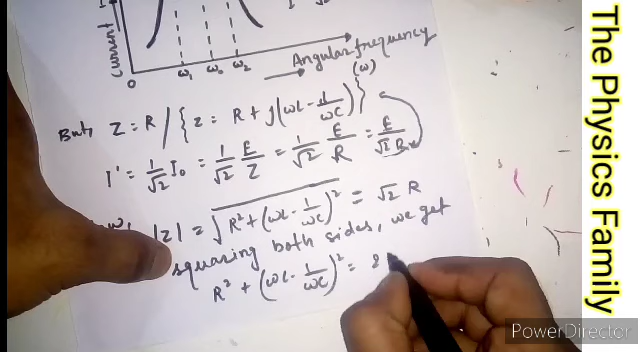 Current I
0 ω₁ ω₀ ω₂
Angular frequency
(ω)
But, Z = R / {z = R + j(ωL - 1/ωC)}
I' = 1/√2 I₀ = 1/√2 E/Z = 1/√2 E/R = E/√2 R
|Z| = √(R² + (ωL - 1/ωC)²) = √2 R
squaring both sides, we get
R² + (ωL - 1/ωC)² =
The Physics Family
PowerDirector